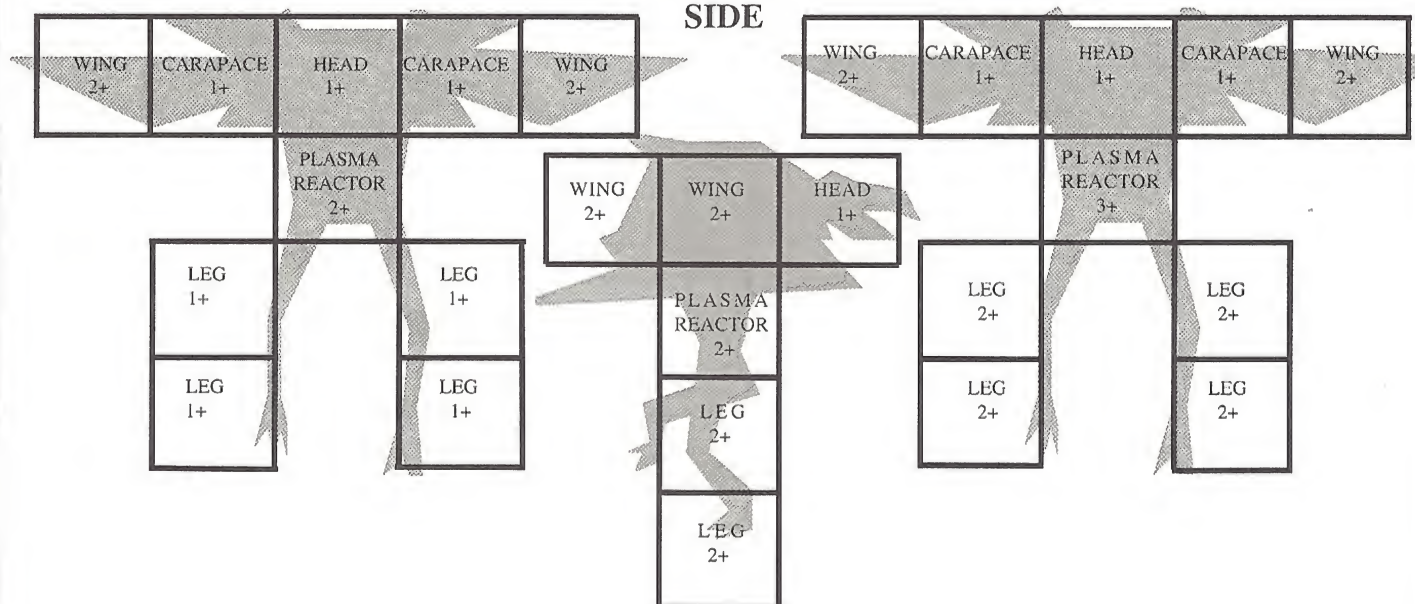 SIDE
WING CARAPACE HEAD CARAPACE WING
2+ 1+ 1+ 1+ 2+
PLASMA
REACTOR
2+
LEG LEG
1+ 1+
LEG LEG
1+ 1+
WING WING HEAD
2+ 2+ 1+
PLASMA
REACTOR
2+
LEG
2+
LEG
2+
WING CARAPACE HEAD CARAPACE WING
2+ 1+ 1+ 1+ 2+
PLASMA
REACTOR
3+
LEG LEG
2+ 2+
LEG LEG
2+ 2+